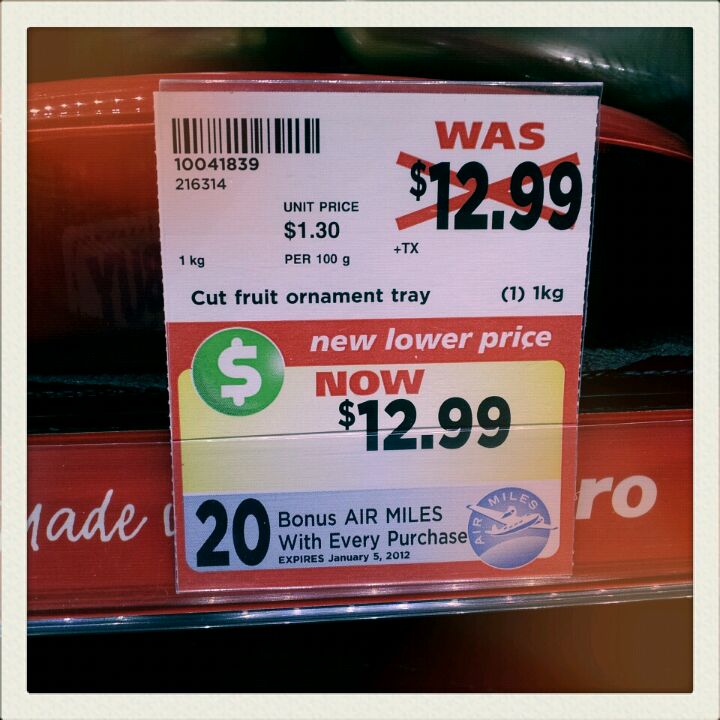 10041839
216314
WAS
$12.99
UNIT PRICE
$1.30
PER 100 g
+TX
1 kg
Cut fruit ornament tray (1) 1kg
$ new lower price
NOW
$12.99
20 Bonus AIR MILES
With Every Purchase
EXPIRES January 5, 2012
AIR MILES
ro